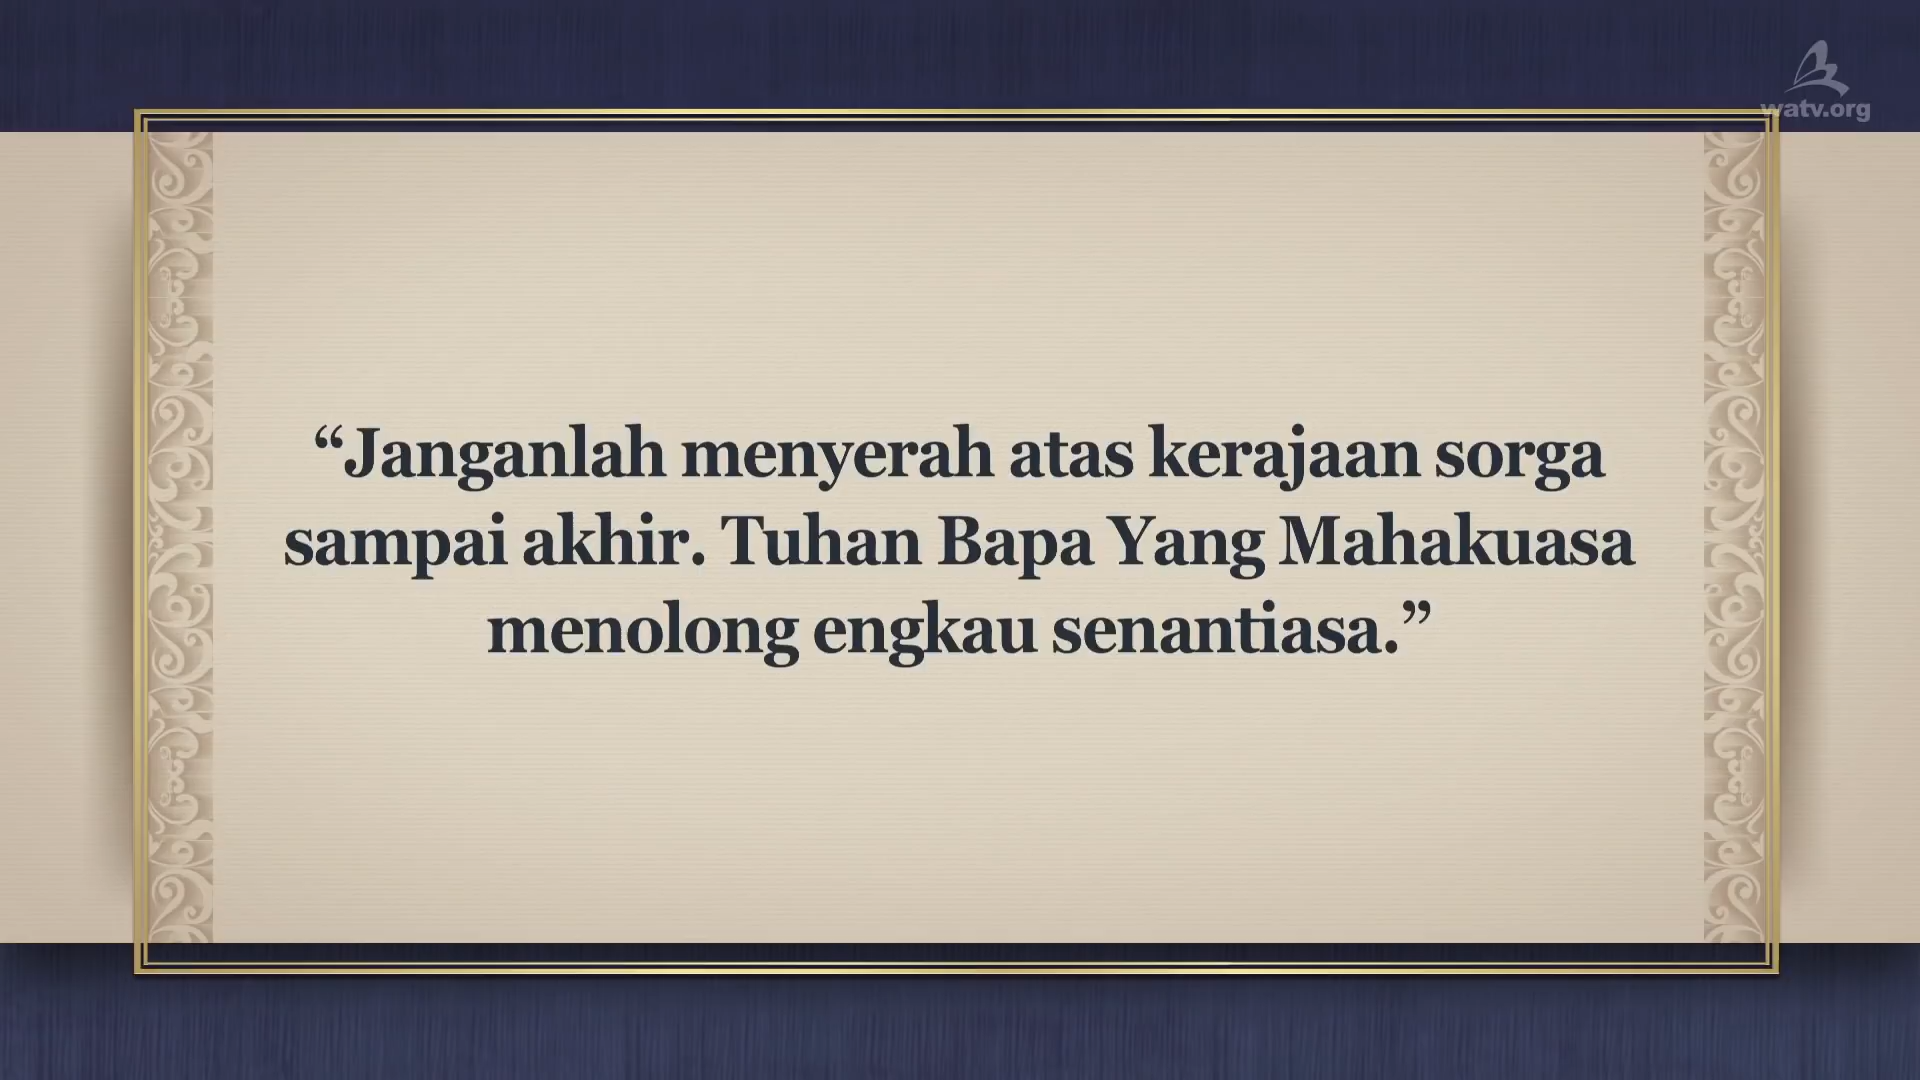 watv.org
“Janganlah menyerah atas kerajaan sorga
sampai akhir. Tuhan Bapa Yang Mahakuasa
menolong engkau senantiasa.”